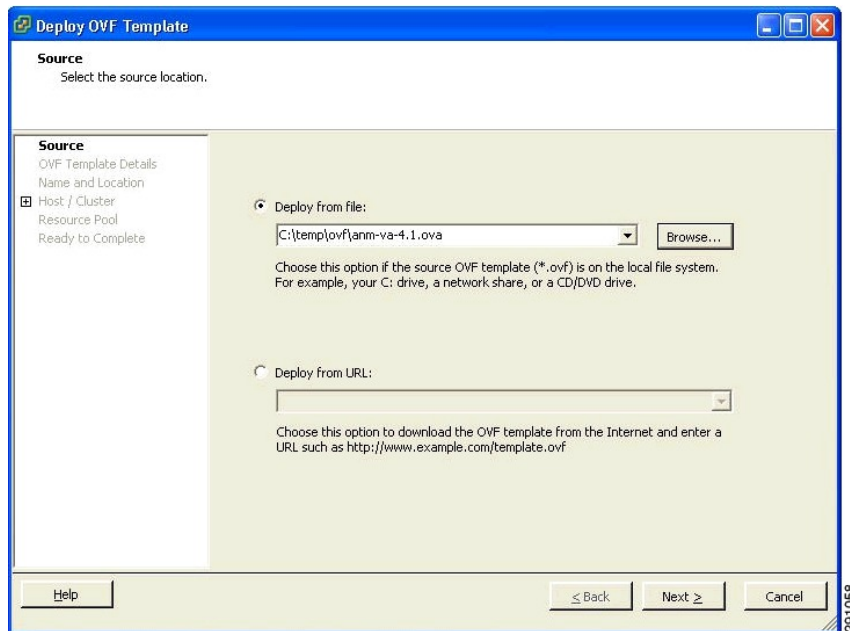 Deploy OVF Template
Source
Select the source location.
Source
OVF Template Details
Name and Location
Host / Cluster
Resource Pool
Ready to Complete
Deploy from file:
C:\temp\ovf\anm-va-4.1.ova
Browse...
Choose this option if the source OVF template (*.ovf) is on the local file system.
For example, your C: drive, a network share, or a CD/DVD drive.
Deploy from URL:
Choose this option to download the OVF template from the Internet and enter a
URL such as http://www.example.com/template.ovf
Help
< Back
Next >
Cancel